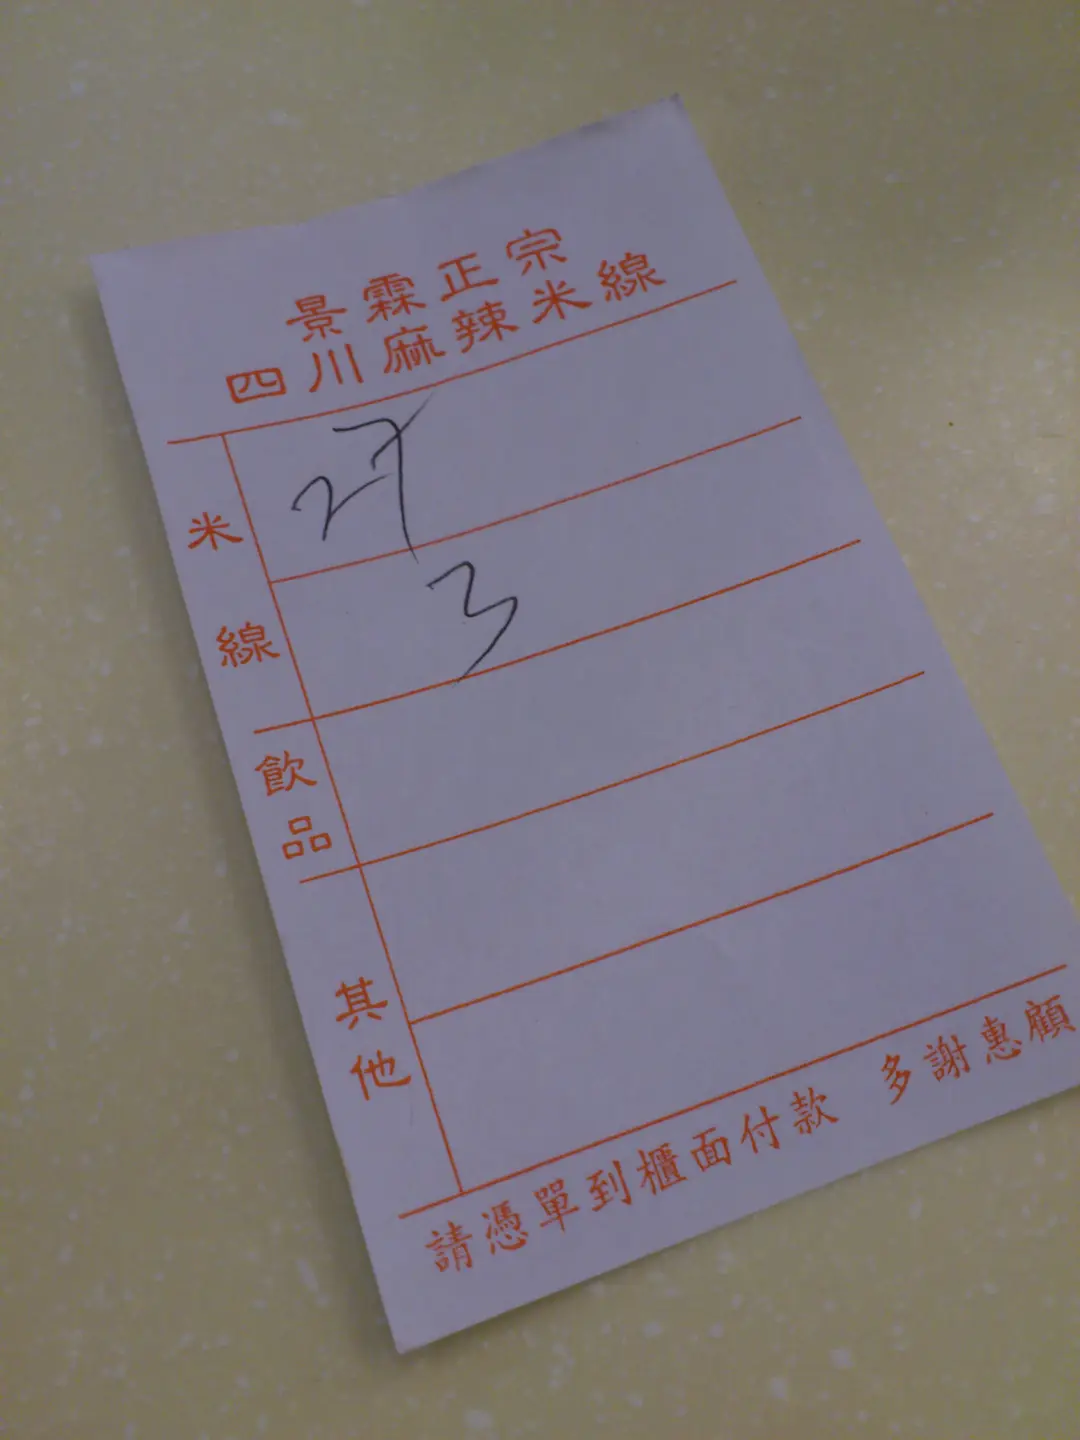 景霖正宗
四川麻辣米線
米線
27
3
飲品
其他
請憑單到櫃面付款 多謝惠顧